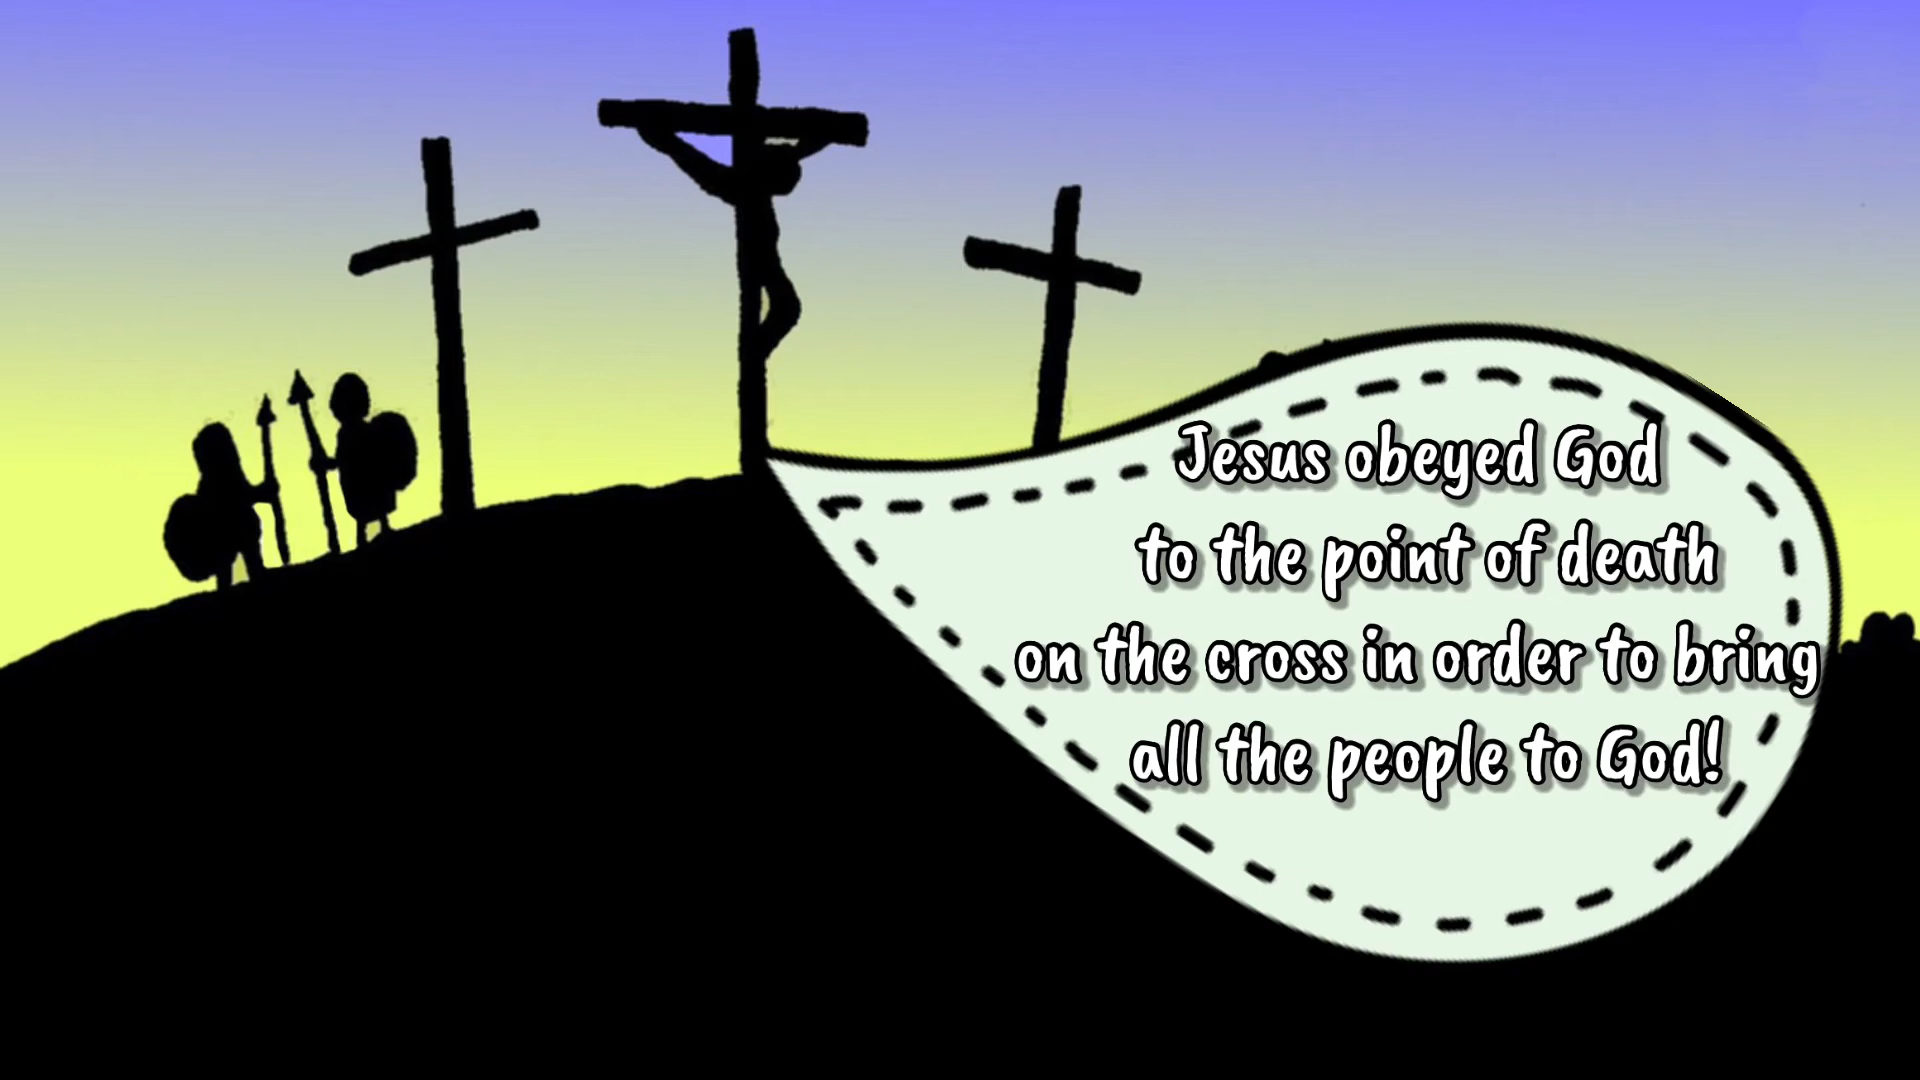 Jesus obeyed God
to the point of death
on the cross in order to bring
all the people to God!